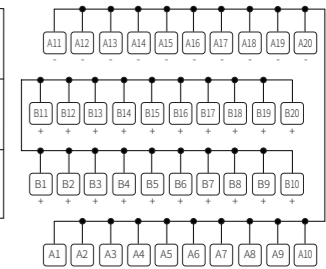 A11 A12 A13 A14 A15 A16 A17 A18 A19 A20
- - - - - - - - - -
B11 B12 B13 B14 B15 B16 B17 B18 B19 B20
+ + + + + + + + + +
B1 B2 B3 B4 B5 B6 B7 B8 B9 B10
+ + + + + + + + + +
A1 A2 A3 A4 A5 A6 A7 A8 A9 A10